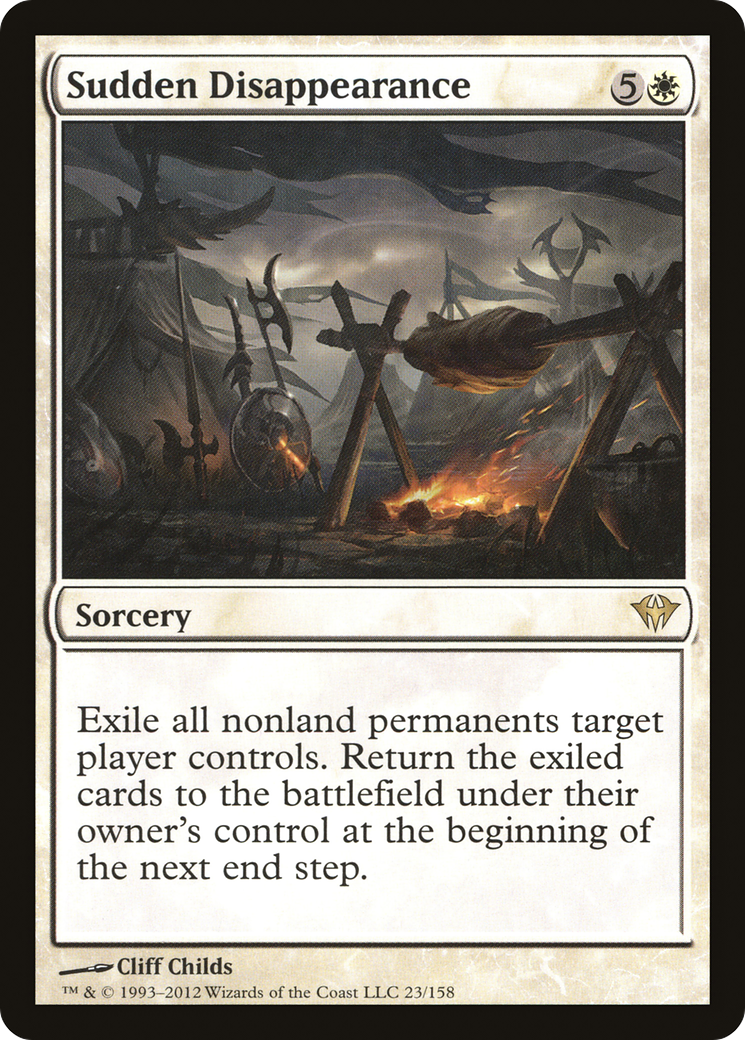 Sudden Disappearance 5
Sorcery
Exile all nonland permanents target
player controls. Return the exiled
cards to the battlefield under their
owner's control at the beginning of
the next end step.
Cliff Childs
™ & © 1993–2012 Wizards of the Coast LLC 23/158